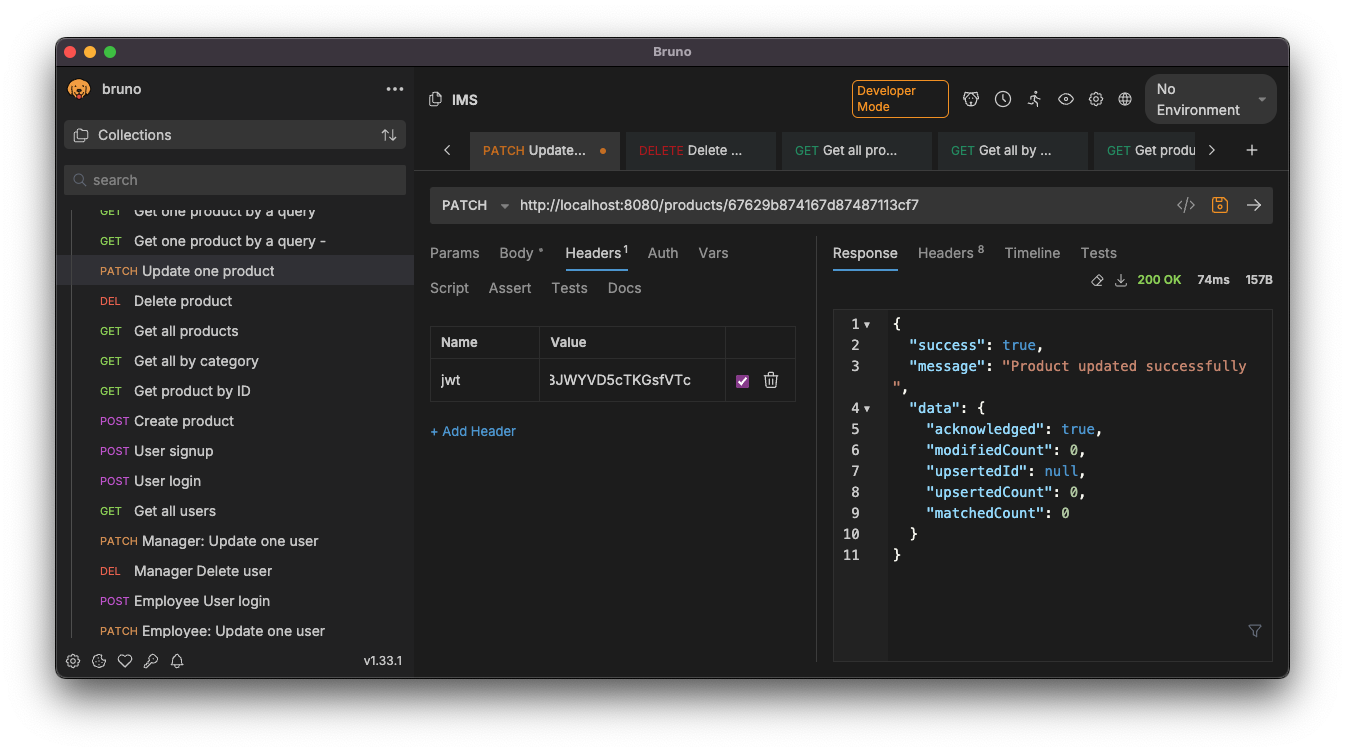 Bruno
bruno
Collections
search
GET Get one product by a query
GET Get one product by a query -
PATCH Update one product
DEL Delete product
GET Get all products
GET Get all by category
GET Get product by ID
POST Create product
POST User signup
POST User login
GET Get all users
PATCH Manager: Update one user
DEL Manager Delete user
POST Employee User login
PATCH Employee: Update one user
v1.33.1
IMS
Developer
Mode
No
Environment
PATCH Update...
DELETE Delete ...
GET Get all pro...
GET Get all by ...
GET Get produ
PATCH http://localhost:8080/products/67629b874167d87487113cf7
Params Body Headers 1 Auth Vars
Script Assert Tests Docs
Name Value
jwt 3JWYVD5cTKGsfVTc
+ Add Header
Response Headers 8 Timeline Tests
200 OK 74ms 157B
1 {
2 "success": true,
3 "message": "Product updated successfully
",
4 "data": {
5 "acknowledged": true,
6 "modifiedCount": 0,
7 "upsertedId": null,
8 "upsertedCount": 0,
9 "matchedCount": 0
10 }
11 }